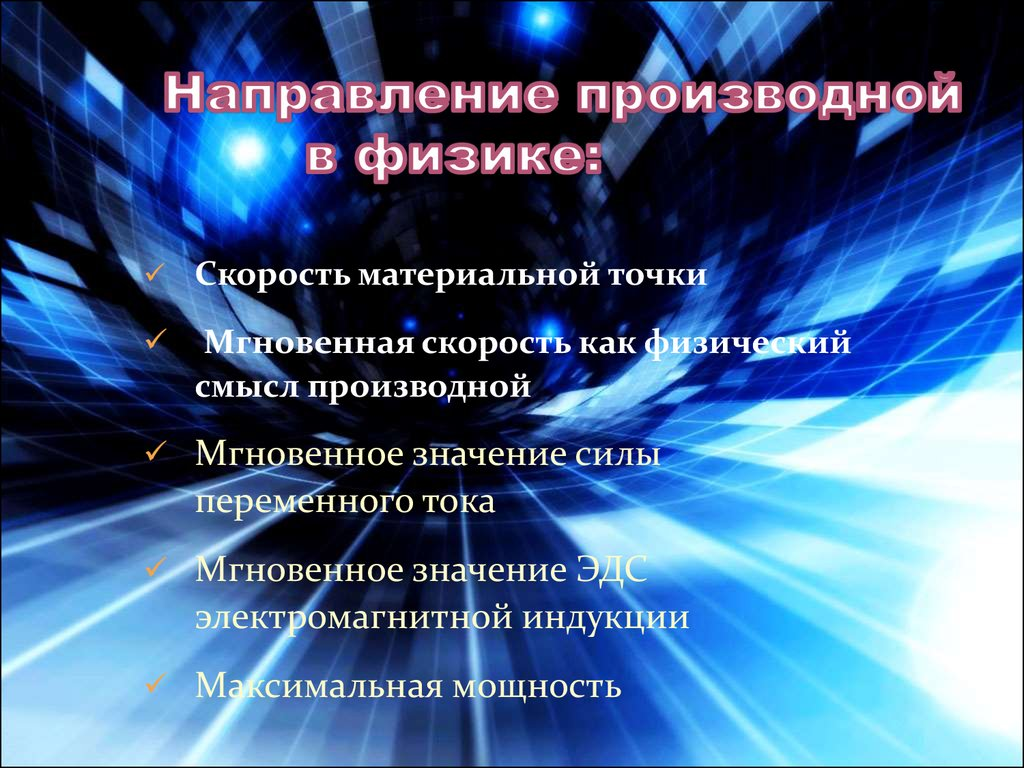 Направление производной
в физике:
✓ Скорость материальной точки
✓ Мгновенная скорость как физический
смысл производной
✓ Мгновенное значение силы
переменного тока
✓ Мгновенное значение ЭДС
электромагнитной индукции
✓ Максимальная мощность